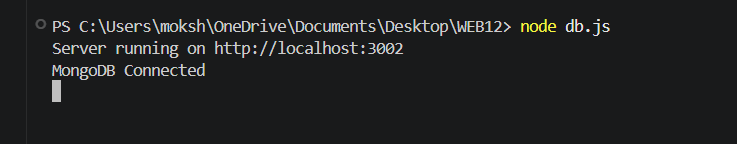 PS C:\Users\moksh\OneDrive\Documents\Desktop\WEB12> node db.js
Server running on http://localhost:3002
MongoDB Connected